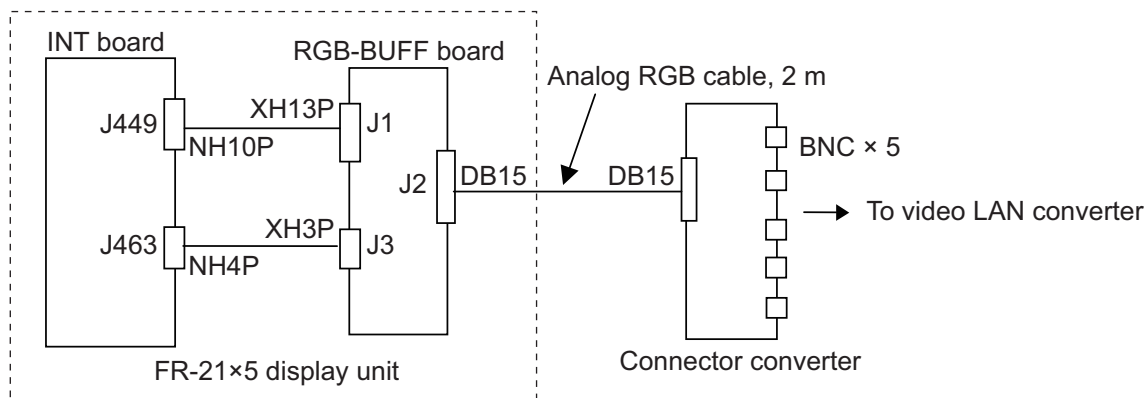 INT board
RGB-BUFF board
Analog RGB cable, 2 m
J449
XH13P
J1
NH10P
BNC × 5
J2
DB15
DB15
To video LAN converter
J463
XH3P
J3
NH4P
Connector converter
FR-21×5 display unit